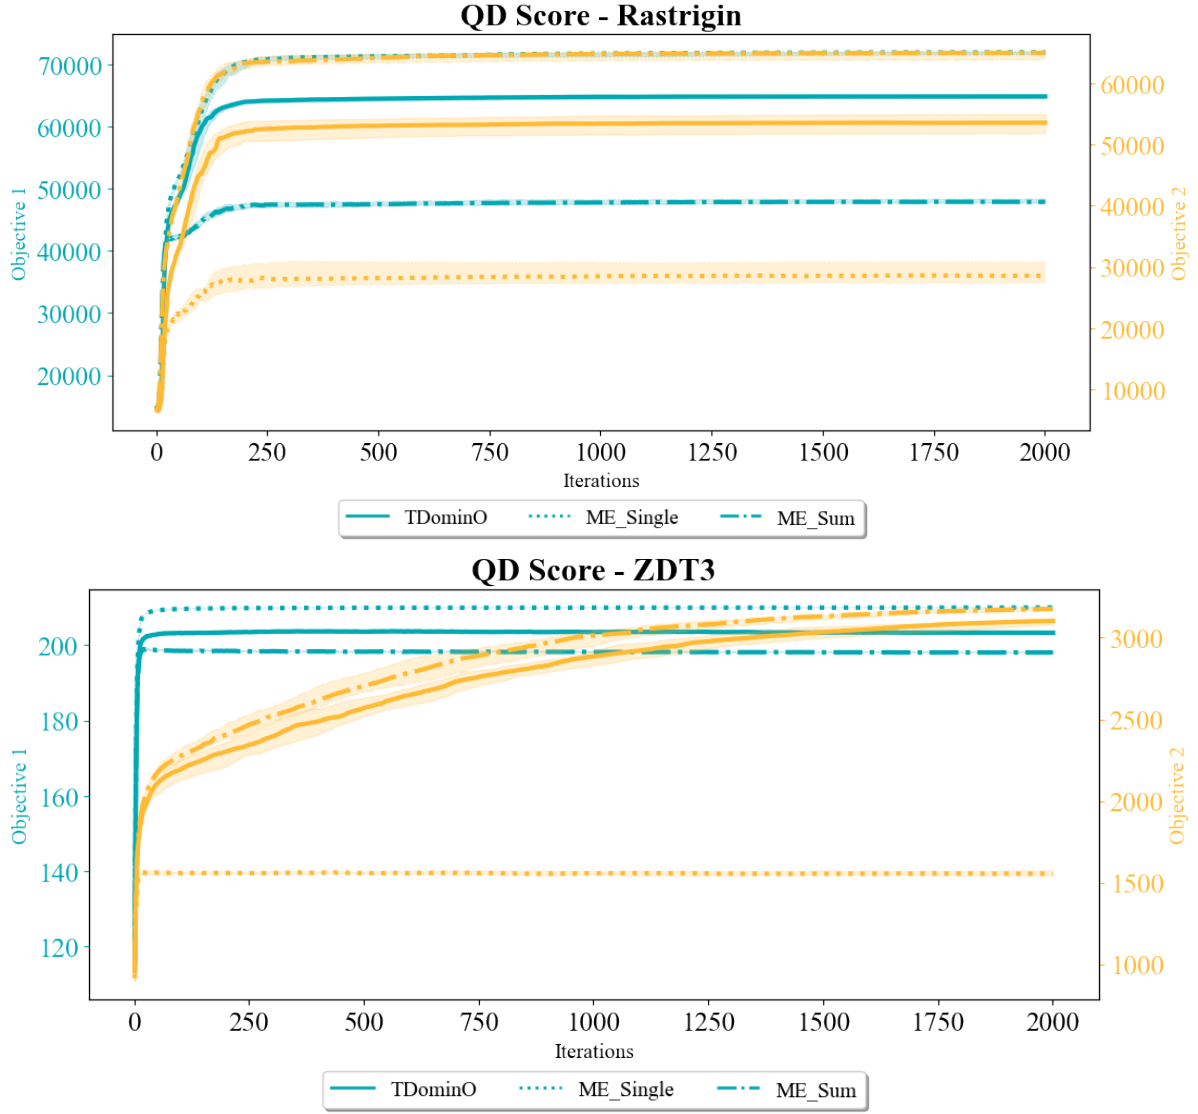 QD Score - Rastrigin
70000
60000
50000
40000
30000
20000
Objective 1
60000
50000
40000
30000
20000
10000
Objective 2
0 250 500 750 1000 1250 1500 1750 2000
Iterations
TDominO ME_Single ME_Sum
QD Score - ZDT3
200
180
160
140
120
Objective 1
3000
2500
2000
1500
1000
Objective 2
0 250 500 750 1000 1250 1500 1750 2000
Iterations
TDominO ME_Single ME_Sum